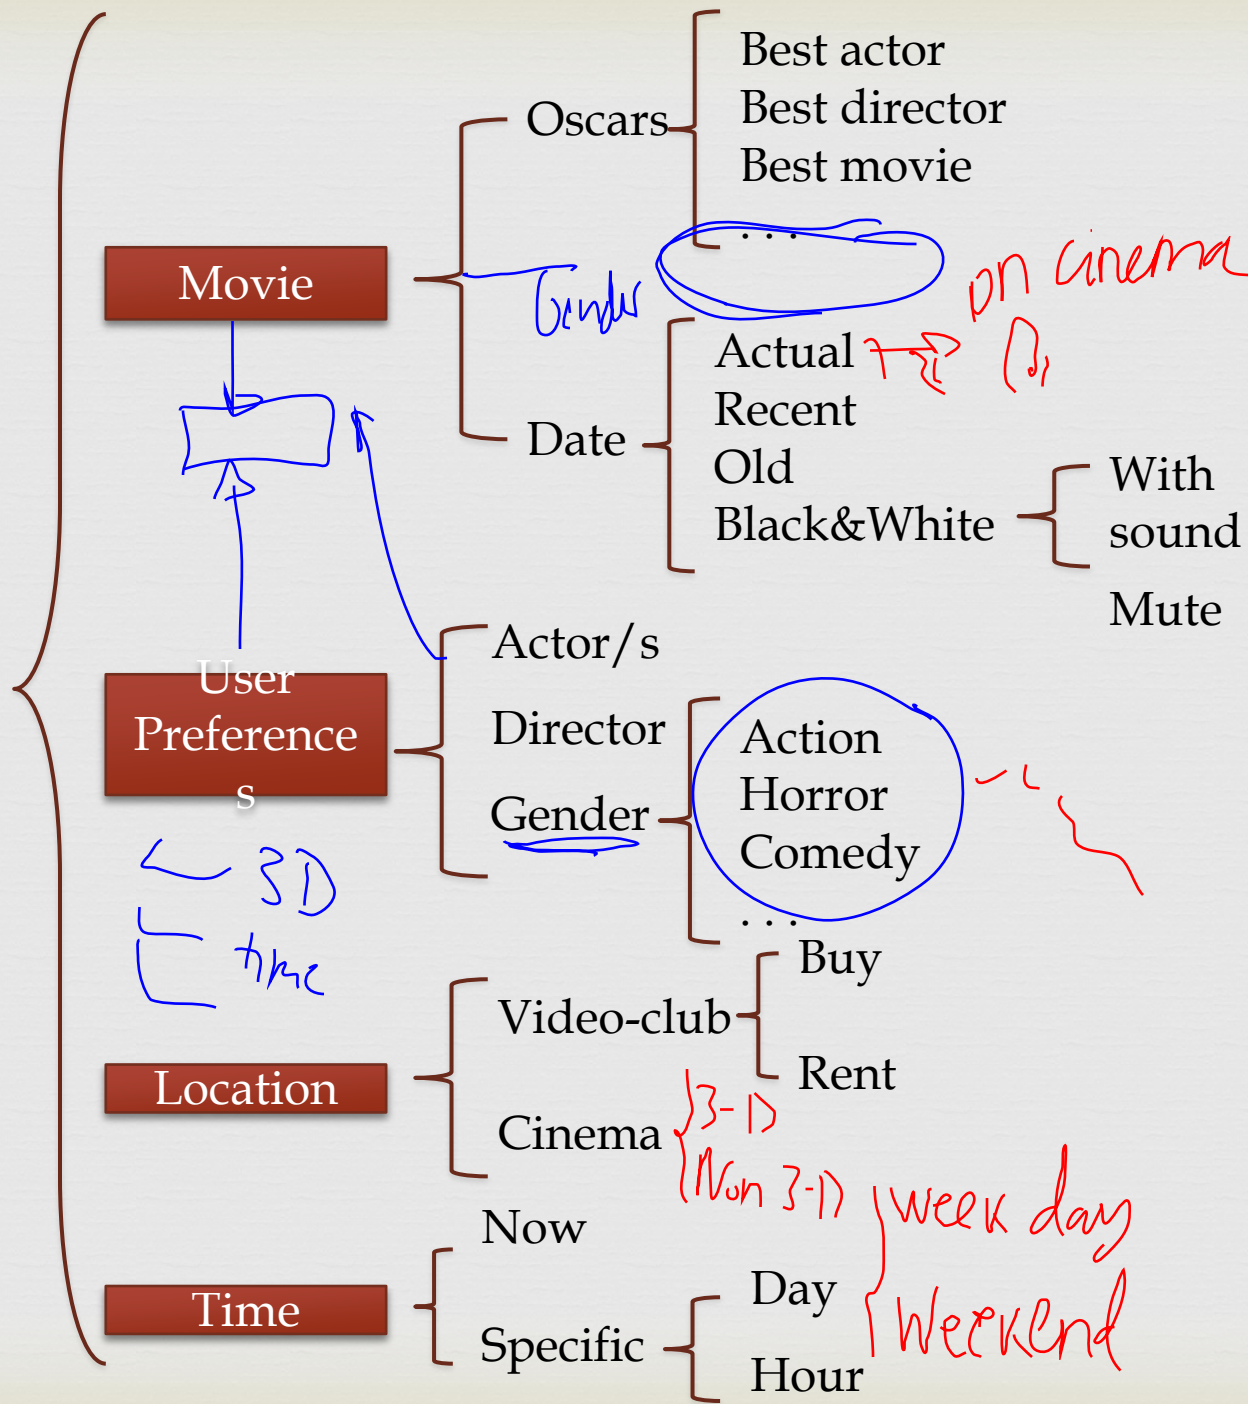 Best actor
Oscars
Best director
Best movie
...
Movie
Gender
on cinema
Actual
Recent
Date
Old
Black&White
With
sound
Mute
Actor/s
User
Preference
s
Director
Gender
Action
Horror
Comedy
...
3D
time
Buy
Video-club
Rent
Location
Cinema
3-D
Non 3-D
Now
week day
Time
Day
Weekend
Specific
Hour